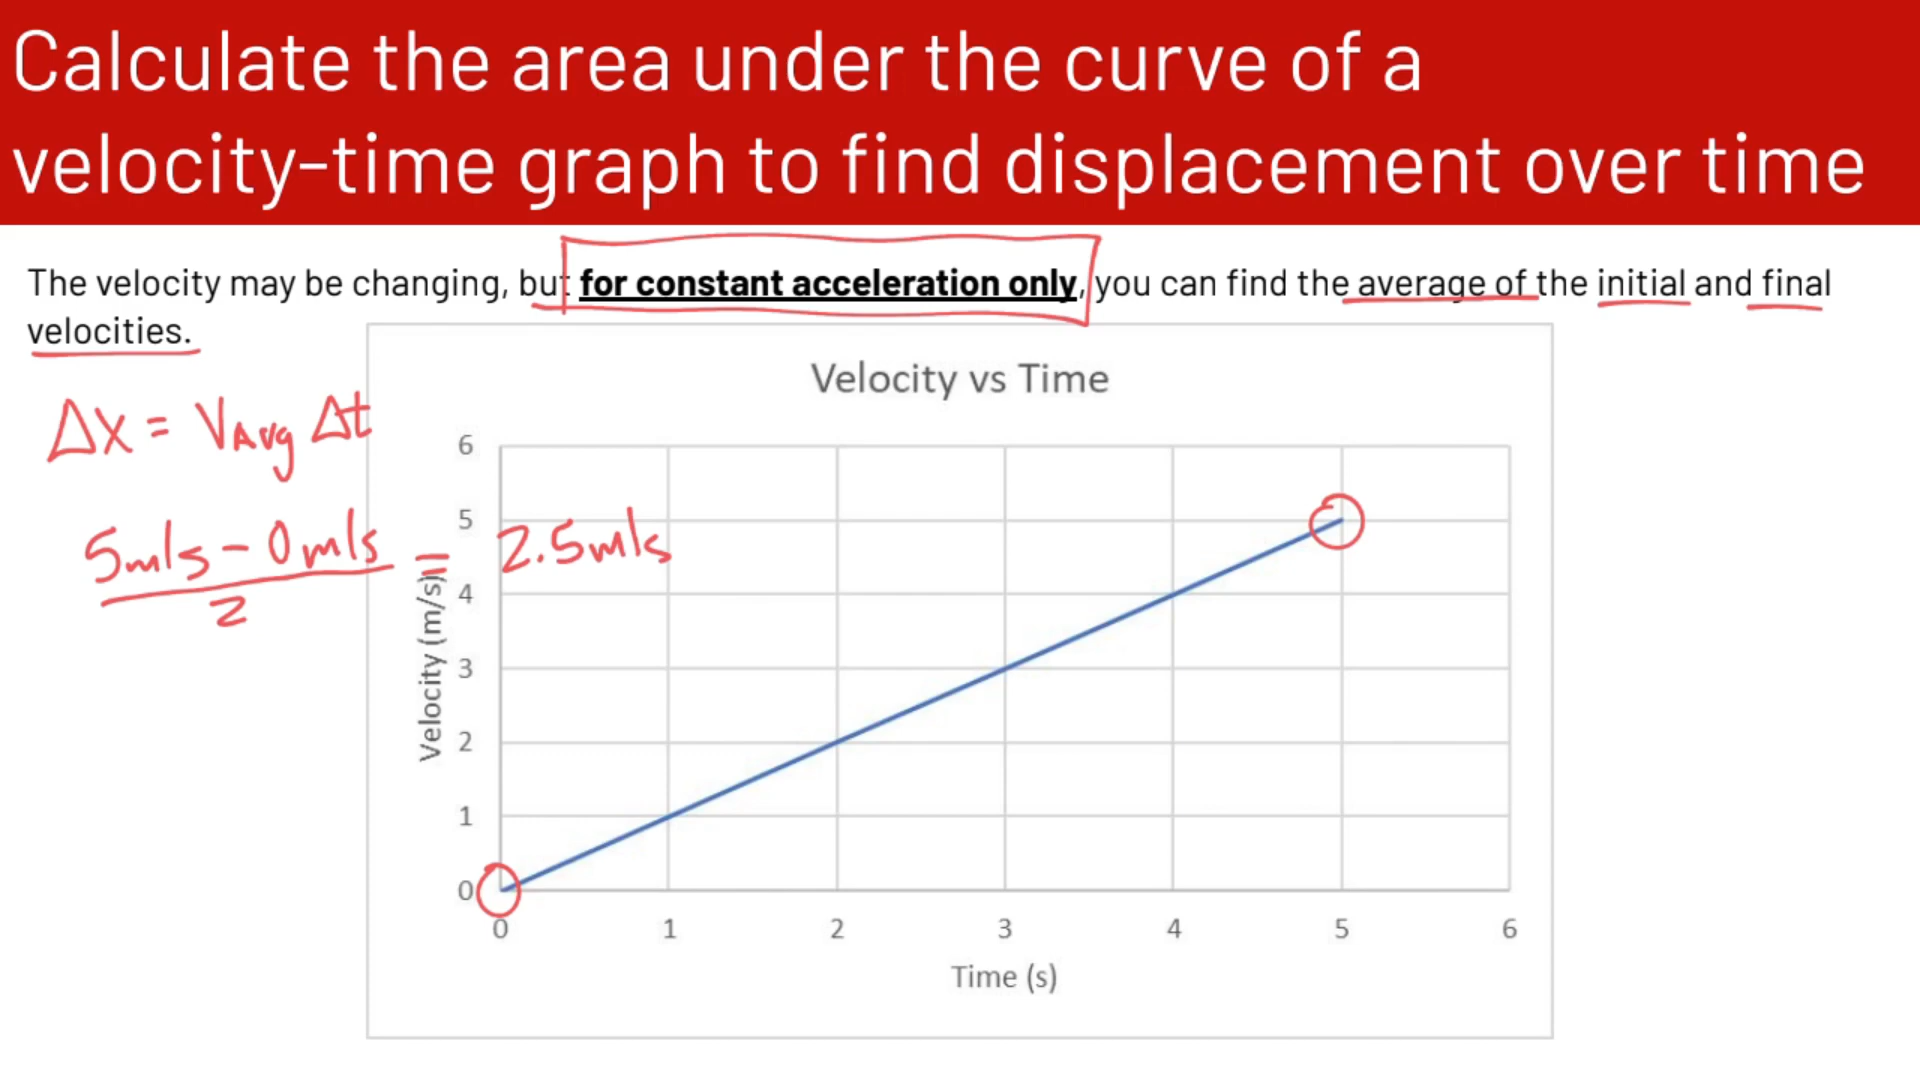 Calculate the area under the curve of a
velocity-time graph to find displacement over time
The velocity may be changing, but for constant acceleration only, you can find the average of the initial and final
velocities.
Velocity vs Time
Δx = VAvg Δt
5m/s - 0m/s = 2.5m/s
2
Velocity (m/s)
6
5
4
3
2
1
0
0 1 2 3 4 5 6
Time (s)